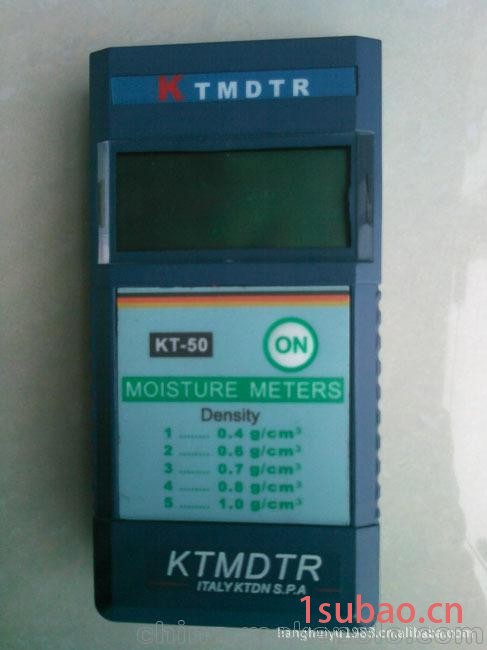 KTMDTR
KT-50
ON
MOISTURE METERS
Density
1 ........ 0.4 g/cm³
2 ........ 0.6 g/cm³
3 ........ 0.7 g/cm³
4 ........ 0.8 g/cm³
5 ........ 1.0 g/cm³
KTMDTR
ITALY KTDN S.P.A
1subao.cn